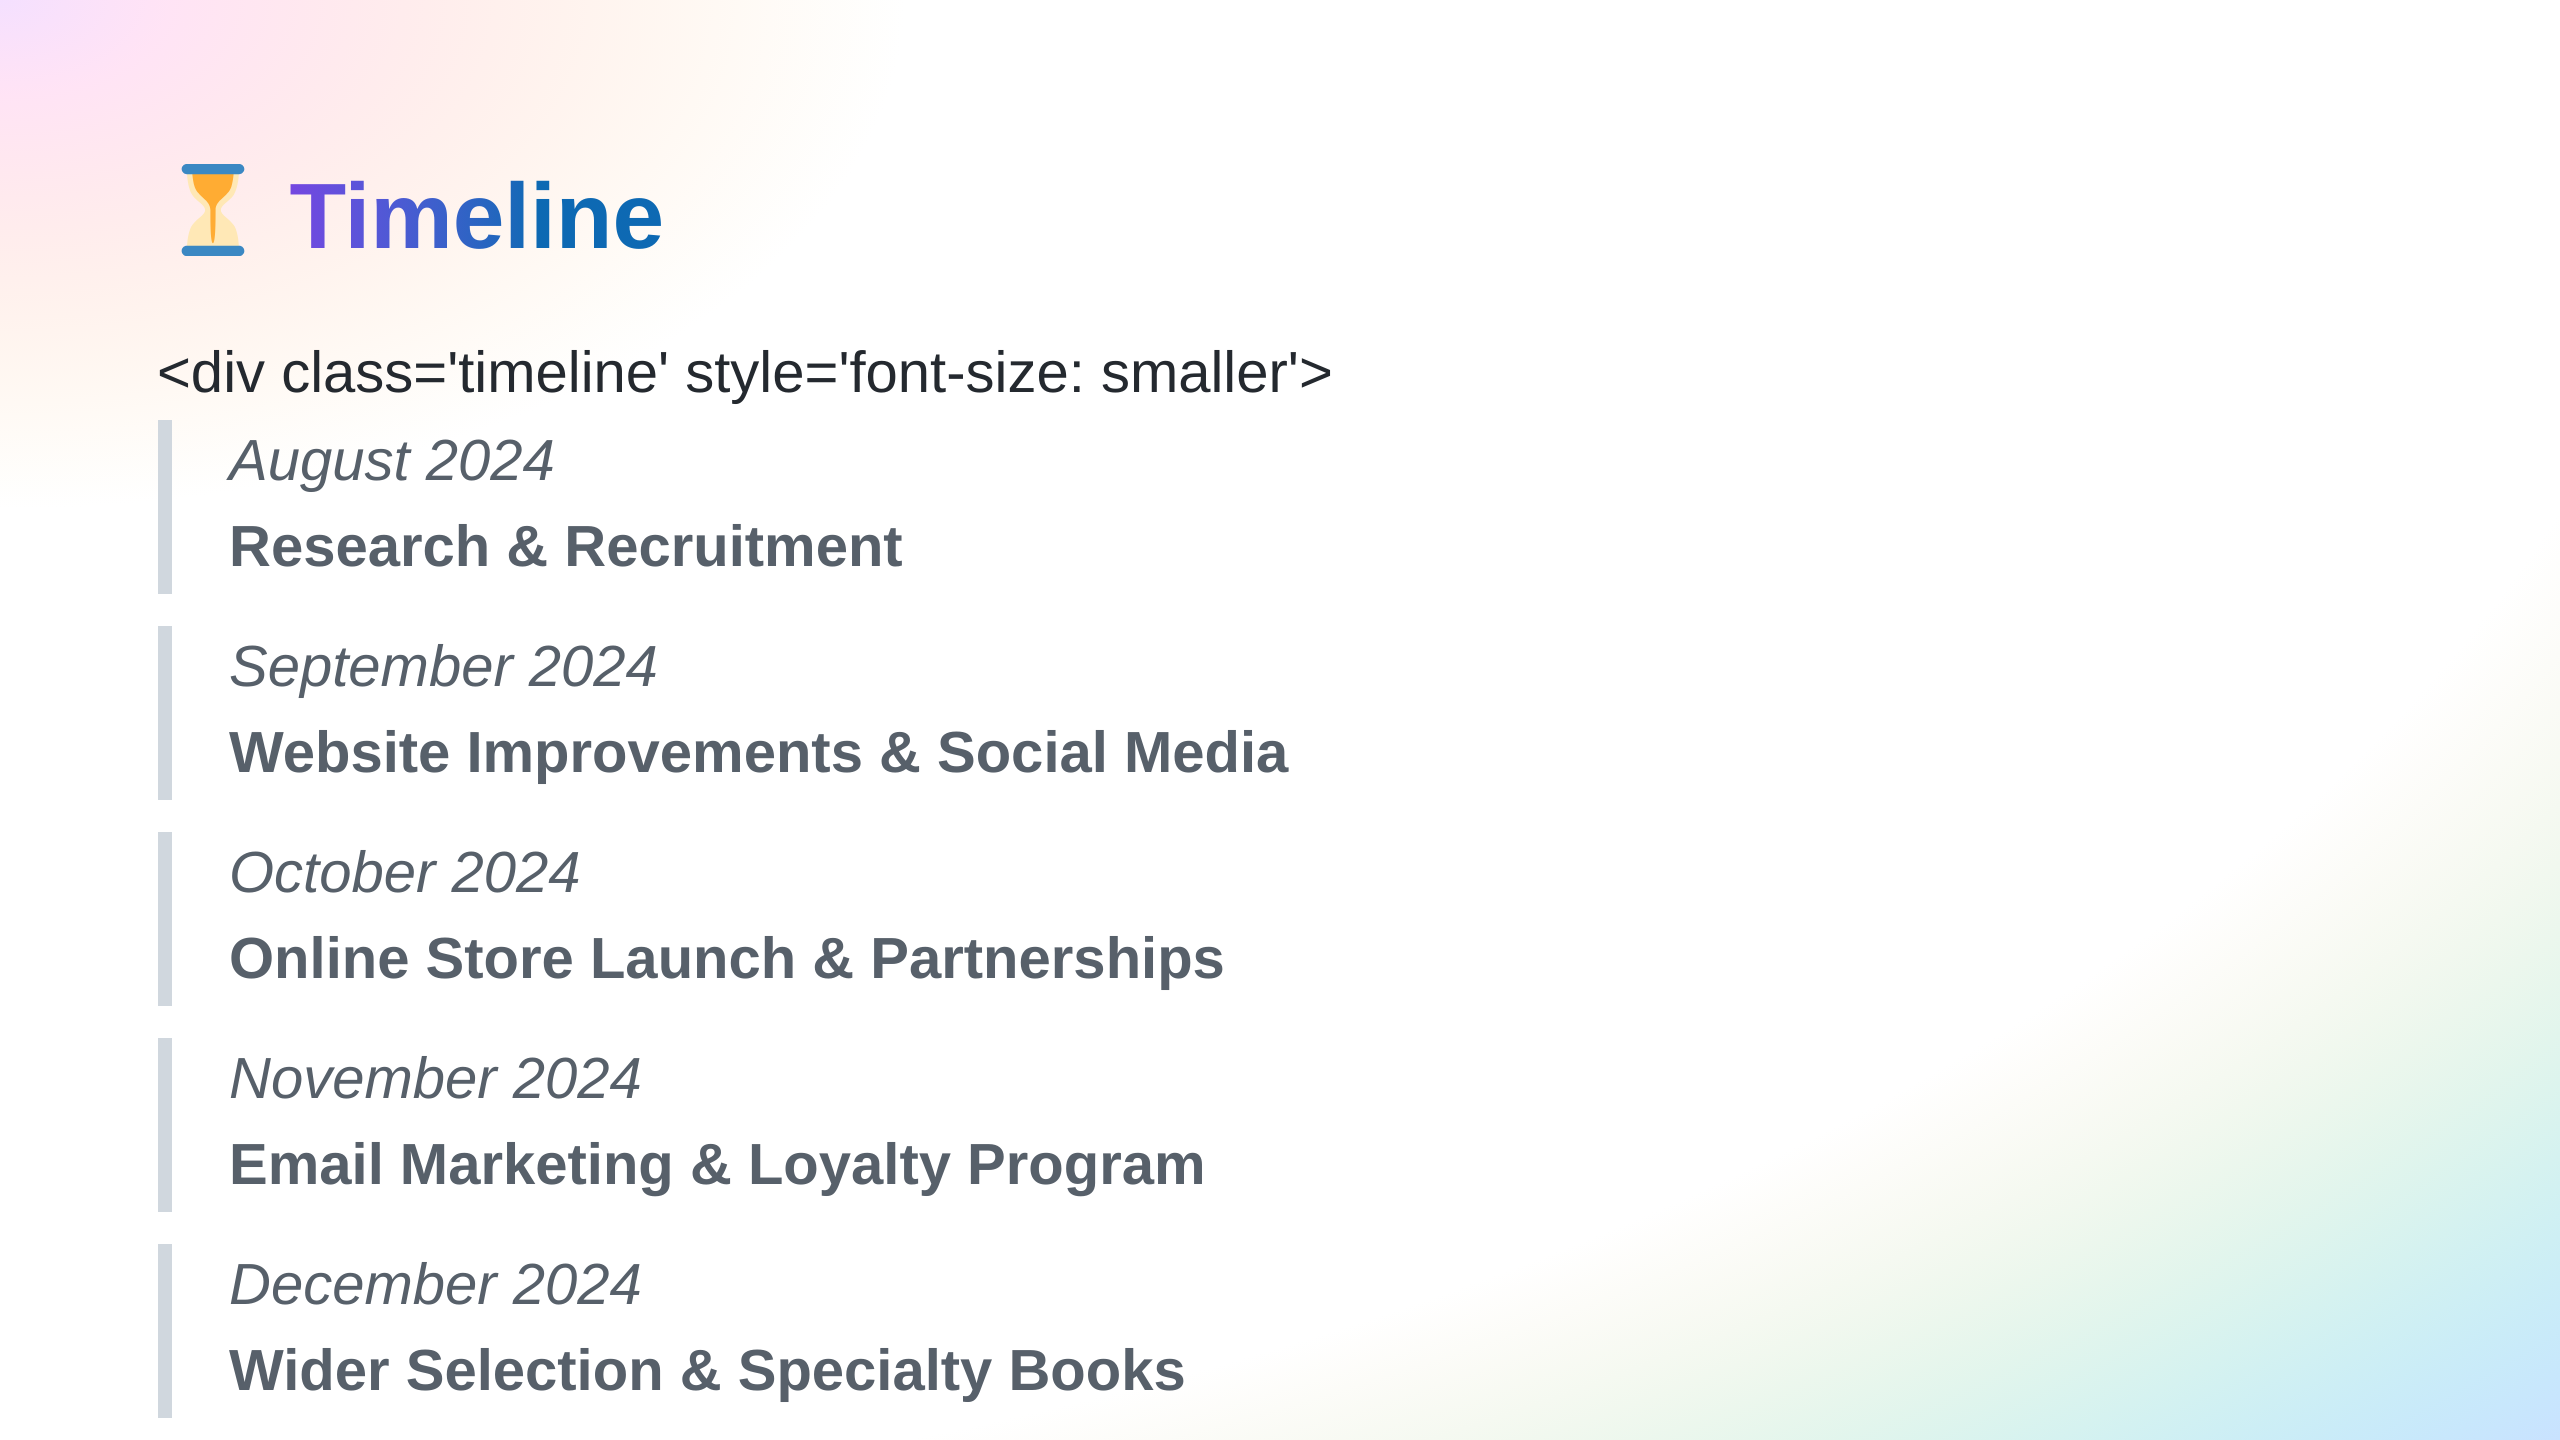 Timeline
<div class='timeline' style='font-size: smaller'>
August 2024
Research & Recruitment
September 2024
Website Improvements & Social Media
October 2024
Online Store Launch & Partnerships
November 2024
Email Marketing & Loyalty Program
December 2024
Wider Selection & Specialty Books